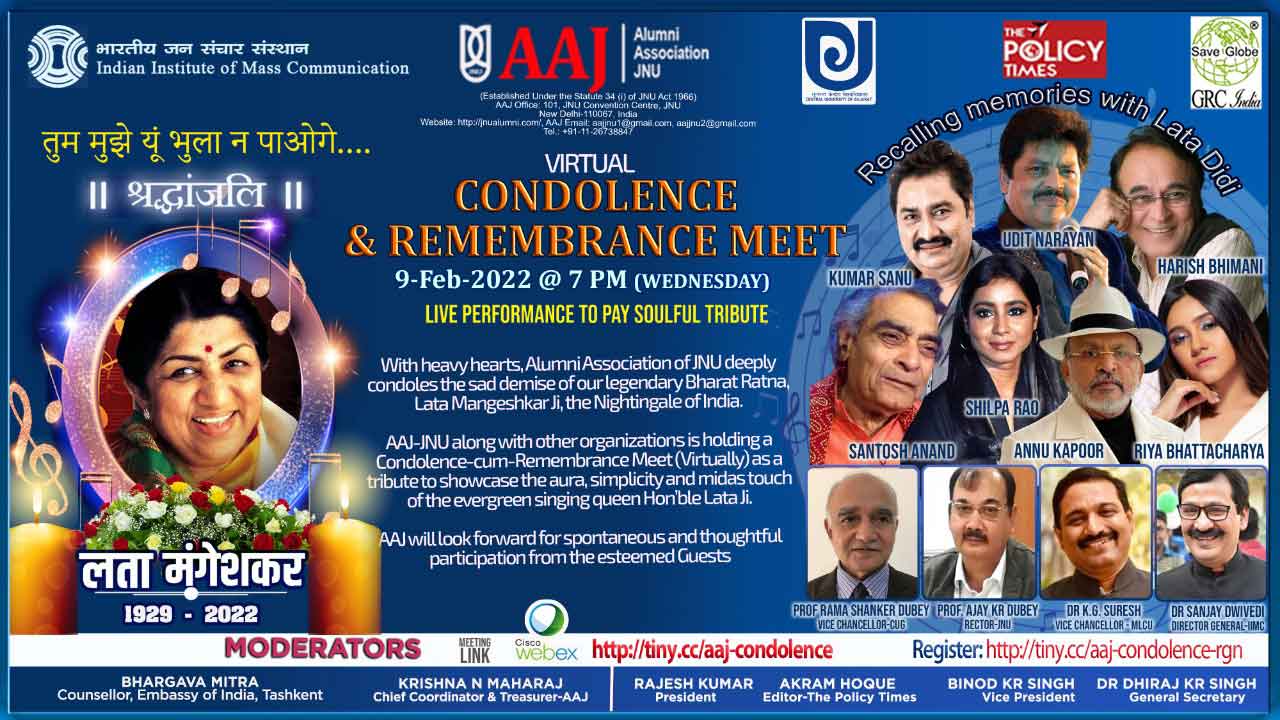 भारतीय जन संचार संस्थान
Indian Institute of Mass Communication
AAJ
Alumni
Association
JNU
(Established Under the Statute 34 (i) of JNU Act 1966)
AAJ Office: 101, JNU Convention Centre, JNU
New Delhi-110067, India
Website: http://jnualumni.com/, AAJ Email: aajjnu1@gmail.com, aajjnu2@gmail.com
Tel.: +91-11-26738847
CENTRAL UNIVERSITY OF GUJARAT
THE
POLICY
TIMES
Save Globe
GRC India
तुम मुझे यूं भुला न पाओगे....
॥ श्रद्धांजलि ॥
लता मंगेशकर
1929 - 2022
VIRTUAL
CONDOLENCE
& REMEMBRANCE MEET
9-Feb-2022 @ 7 PM (WEDNESDAY)
LIVE PERFORMANCE TO PAY SOULFUL TRIBUTE
With heavy hearts, Alumni Association of JNU deeply
condoles the sad demise of our legendary Bharat Ratna,
Lata Mangeshkar Ji, the Nightingale of India.
AAJ-JNU along with other organizations is holding a
Condolence-cum-Remembrance Meet (Virtually) as a
tribute to showcase the aura, simplicity and midas touch
of the evergreen singing queen Hon'ble Lata Ji.
AAJ will look forward for spontaneous and thoughtful
participation from the esteemed Guests
Recalling memories with Lata Didi
KUMAR SANU
UDIT NARAYAN
HARISH BHIMANI
SANTOSH ANAND
SHILPA RAO
ANNU KAPOOR
RIYA BHATTACHARYA
PROF RAMA SHANKER DUBEY
VICE CHANCELLOR-CUG
PROF. AJAY KR DUBEY
RECTOR-JNU
DR K.G. SURESH
VICE CHANCELLOR - MLCU
DR SANJAY DWIVEDI
DIRECTOR GENERAL-IIMC
MODERATORS
MEETING
LINK
Cisco
webex
http://tiny.cc/aaj-condolence
Register: http://tiny.cc/aaj-condolence-rgn
BHARGAVA MITRA
Counsellor, Embassy of India, Tashkent
KRISHNA N MAHARAJ
Chief Coordinator & Treasurer-AAJ
RAJESH KUMAR
President
AKRAM HOQUE
Editor-The Policy Times
BINOD KR SINGH
Vice President
DR DHIRAJ KR SINGH
General Secretary